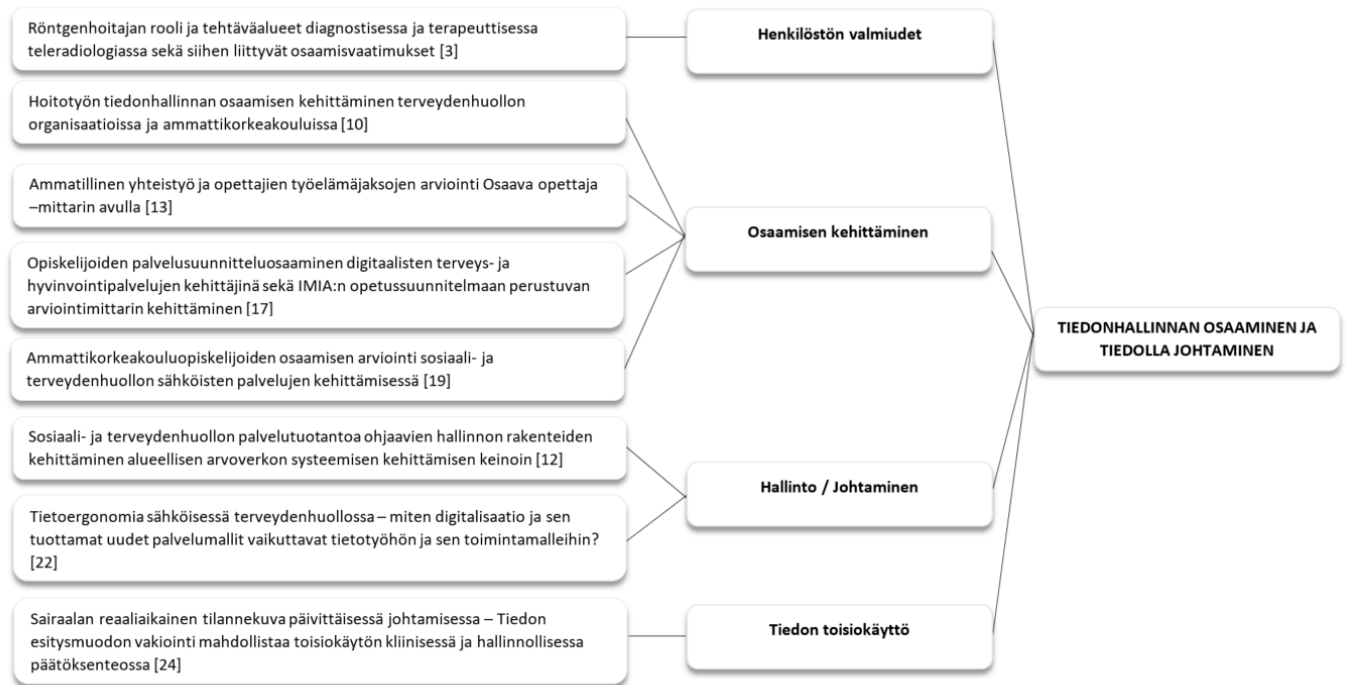 Röntgenhoitajan rooli ja tehtäväalueet diagnostisessa ja terapeuttisessa
teleradiologiassa sekä siihen liittyvät osaamisvaatimukset [3]
Henkilöstön valmiudet
Hoitotyön tiedonhallinnan osaamisen kehittäminen terveydenhuollon
organisaatioissa ja ammattikorkeakouluissa [10]
Ammatillinen yhteistyö ja opettajien työelämäjaksojen arviointi Osaava opettaja
–mittarin avulla [13]
Opiskelijoiden palvelusuunnitteluosaaminen digitaalisten terveys- ja
hyvinvointipalvelujen kehittäjinä sekä IMIA:n opetussuunnitelmaan perustuvan
arviointimittarin kehittäminen [17]
Ammattikorkeakouluopiskelijoiden osaamisen arviointi sosiaali- ja
terveydenhuollon sähköisten palvelujen kehittämisessä [19]
Osaamisen kehittäminen
Sosiaali- ja terveydenhuollon palvelutuotantoa ohjaavien hallinnon rakenteiden
kehittäminen alueellisen arvoverkon systeemisen kehittämisen keinoin [12]
Tietoergonomia sähköisessä terveydenhuollossa – miten digitalisaatio ja sen
tuottamat uudet palvelumallit vaikuttavat tietotyöhön ja sen toimintamalleihin?
[22]
Hallinto / Johtaminen
Sairaalan reaaliaikainen tilannekuva päivittäisessä johtamisessa – Tiedon
esitysmuodon vakiointi mahdollistaa toisiokäytön kliinisessä ja hallinnollisessa
päätöksenteossa [24]
Tiedon toisiokäyttö
TIEDONHALLINNAN OSAAMINEN JA
TIEDOLLA JOHTAMINEN